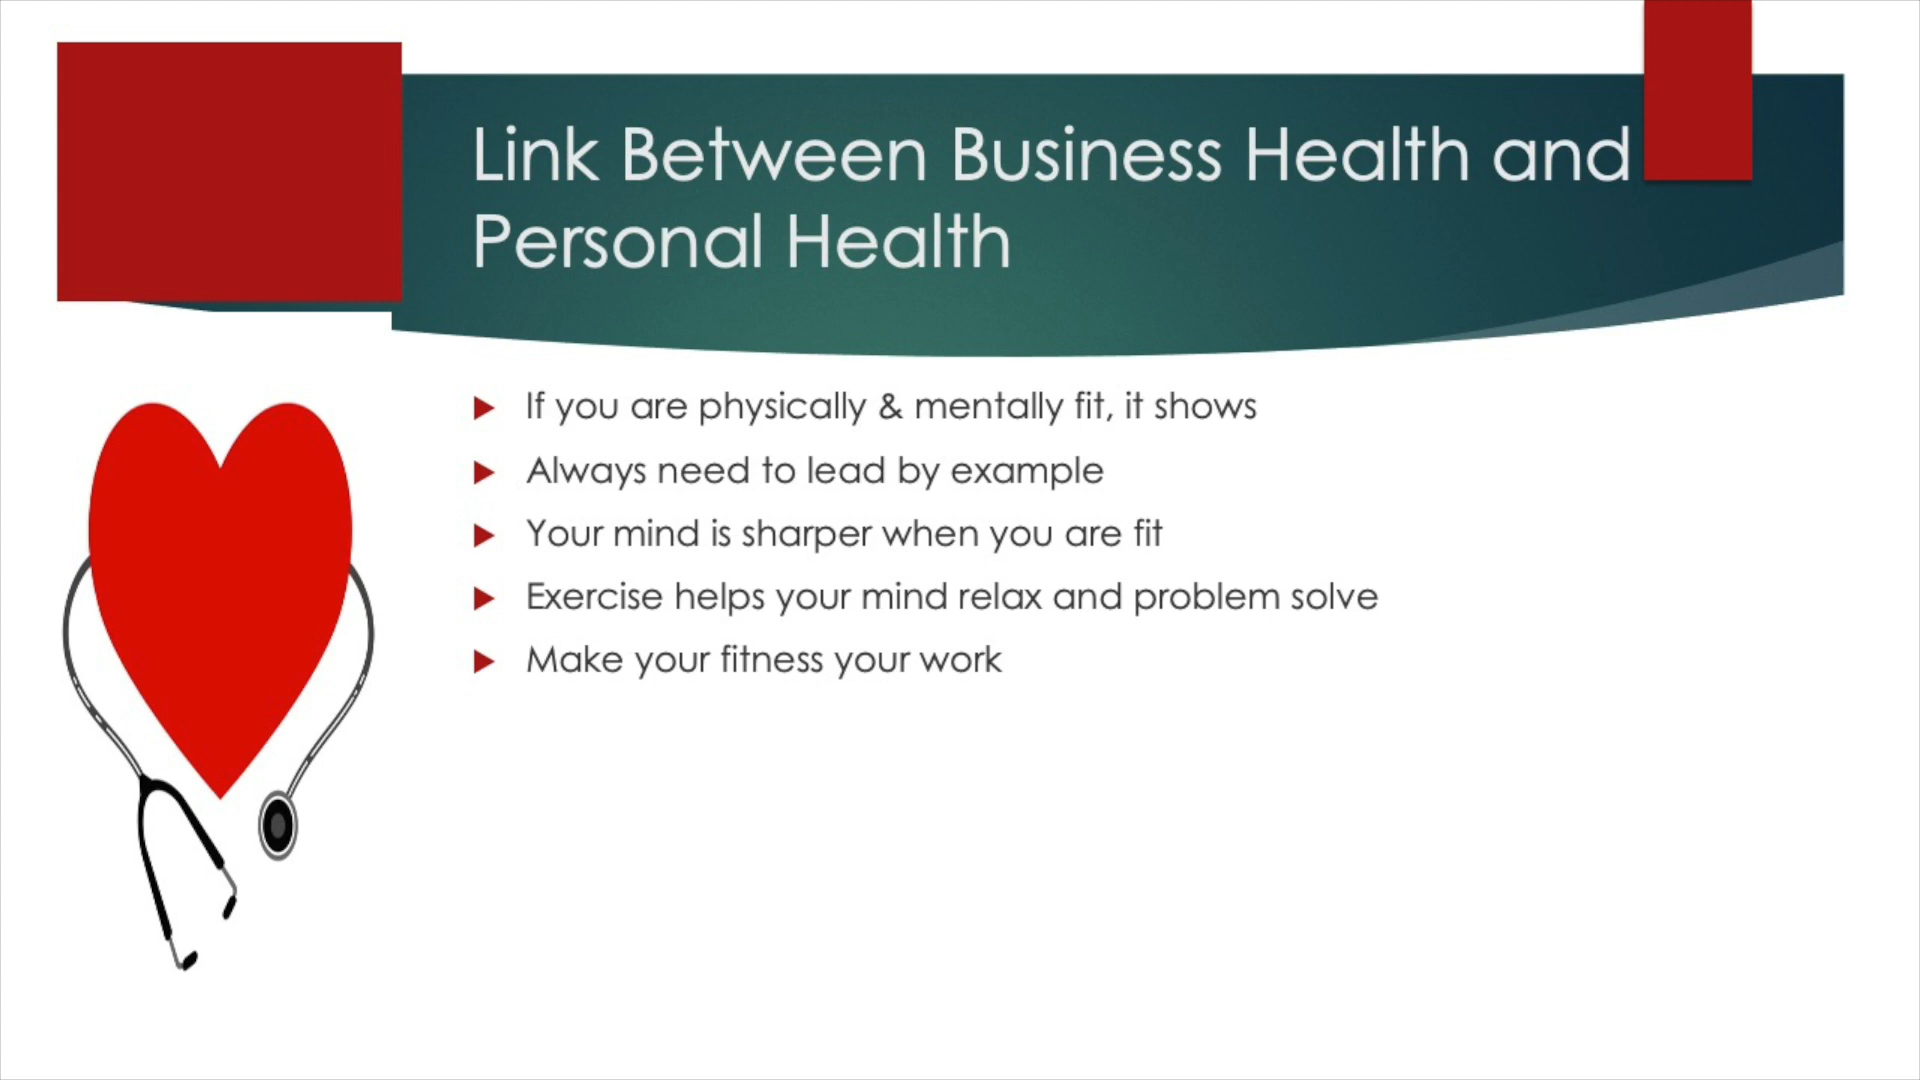 Link Between Business Health and
Personal Health
If you are physically & mentally fit, it shows
Always need to lead by example
Your mind is sharper when you are fit
Exercise helps your mind relax and problem solve
Make your fitness your work